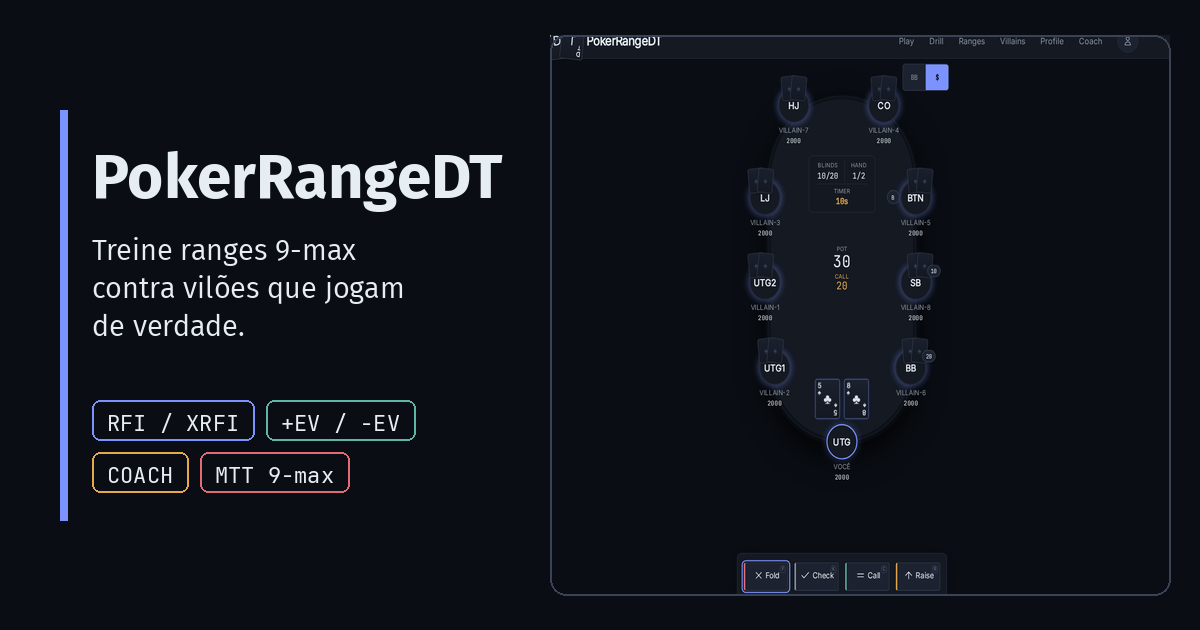 PokerRangeDT
Treine ranges 9-max
contra vilões que jogam
de verdade.
RFI / XRFI
+EV / -EV
COACH
MTT 9-max
PokerRangeDT
Play Drill Ranges Villains Profile Coach
BB $
HJ
VILLAIN-7
2000
CO
VILLAIN-4
2000
BLINDS HAND
10/20 1/2
TIMER
10s
LJ
VILLAIN-3
2000
B
BTN
VILLAIN-5
2000
POT
30
CALL
20
UTG2
VILLAIN-1
2000
SB
10
VILLAIN-8
2000
UTG1
VILLAIN-2
2000
BB
20
VILLAIN-6
2000
5 8
5 8
UTG
VOCÊ
2000
Fold Check Call Raise